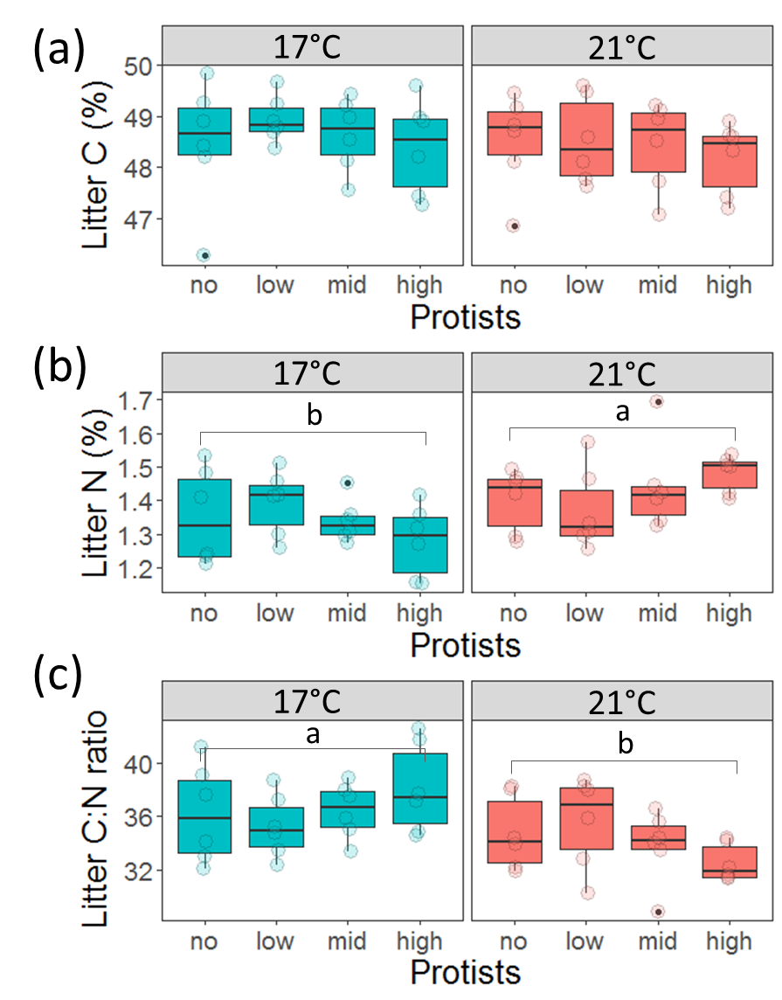 (a)
17°C
21°C
Litter C (%)
50
49
48
47
no low mid high no low mid high
Protists
(b)
17°C
21°C
Litter N (%)
1.7
1.6
1.5
1.4
1.3
1.2
b
a
no low mid high no low mid high
Protists
(c)
17°C
21°C
Litter C:N ratio
40
36
32
a
b
no low mid high no low mid high
Protists